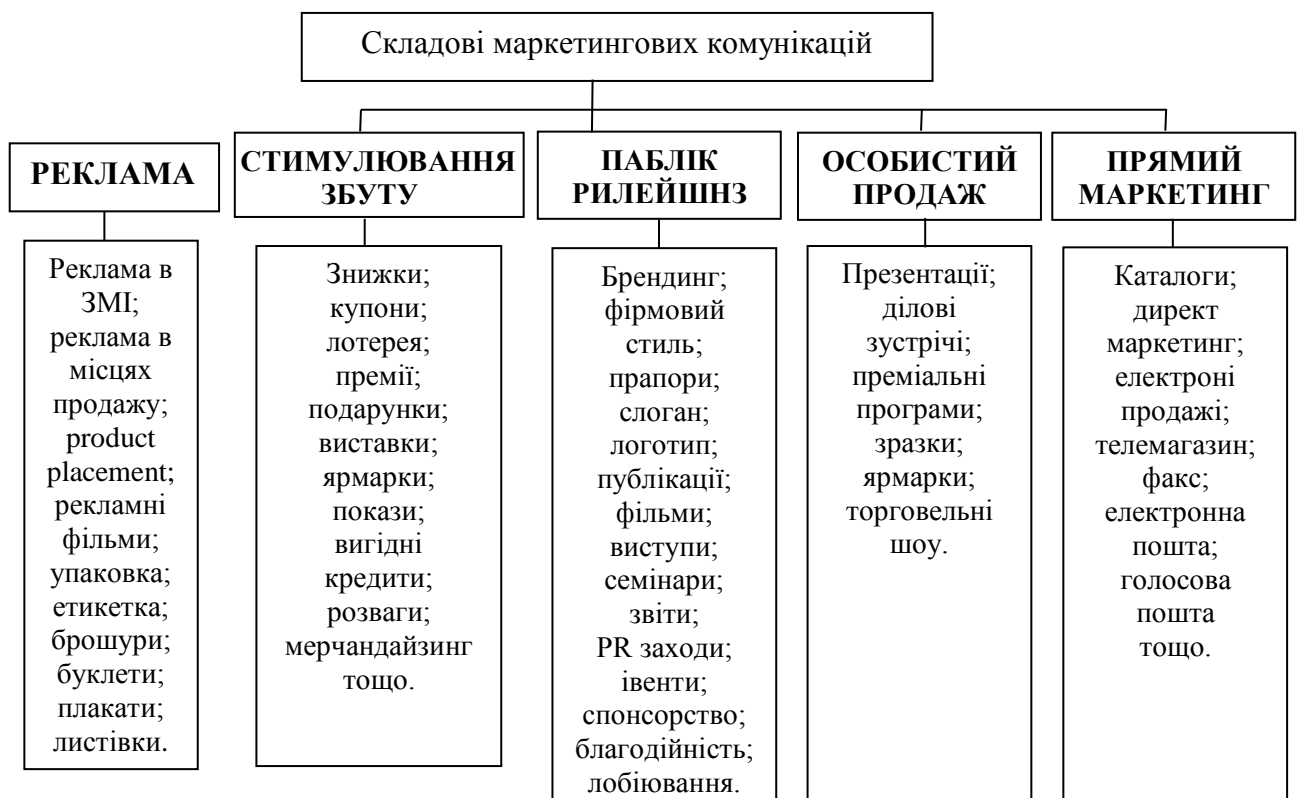 Складові маркетингових комунікацій
РЕКЛАМА
СТИМУЛЮВАННЯ
ЗБУТУ
ПАБЛІК
РИЛЕЙШНЗ
ОСОБИСТИЙ
ПРОДАЖ
ПРЯМИЙ
МАРКЕТИНГ
Реклама в
ЗМІ;
реклама в
місцях
продажу;
product
placement;
рекламні
фільми;
упаковка;
етикетка;
брошури;
буклети;
плакати;
листівки.
Знижки;
купони;
лотерея;
премії;
подарунки;
виставки;
ярмарки;
покази;
вигідні
кредити;
розваги;
мерчандайзинг
тощо.
Брендинг;
фірмовий
стиль;
прапори;
слоган;
логотип;
публікації;
фільми;
виступи;
семінари;
звіти;
PR заходи;
івенти;
спонсорство;
благодійність;
лобіювання.
Презентації;
ділові
зустрічі;
преміальні
програми;
зразки;
ярмарки;
торговельні
шоу.
Каталоги;
директ
маркетинг;
електроні
продажі;
телемагазин;
факс;
електронна
пошта;
голосова
пошта
тощо.